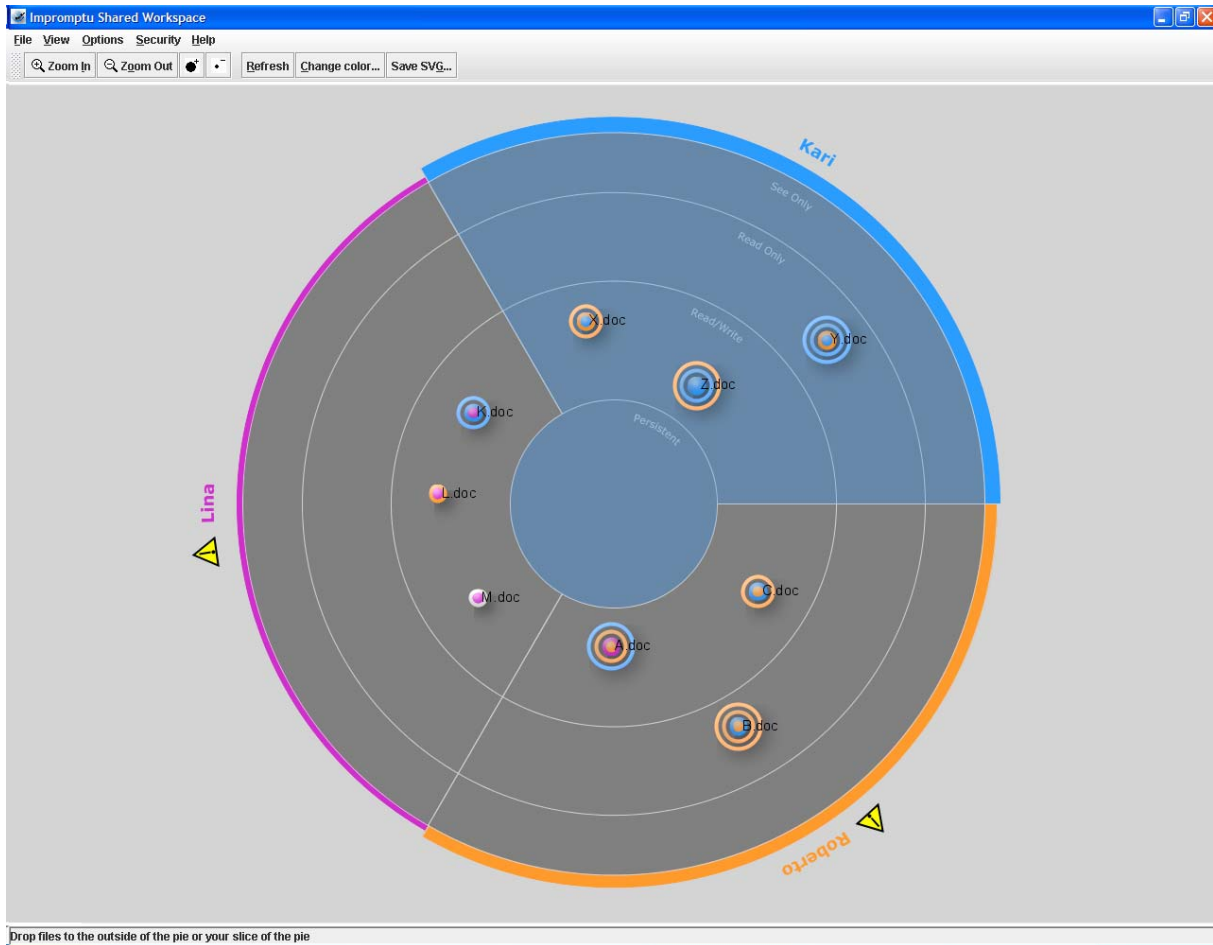 Impromptu Shared Workspace
File View Options Security Help
Zoom In Zoom Out Refresh Change color... Save SVG...
Kari
See Only
Read Only
Read/Write
X.doc
Y.doc
Z.doc
Persistent
K.doc
L.doc
Lina
M.doc
C.doc
A.doc
B.doc
Roberto
Drop files to the outside of the pie or your slice of the pie